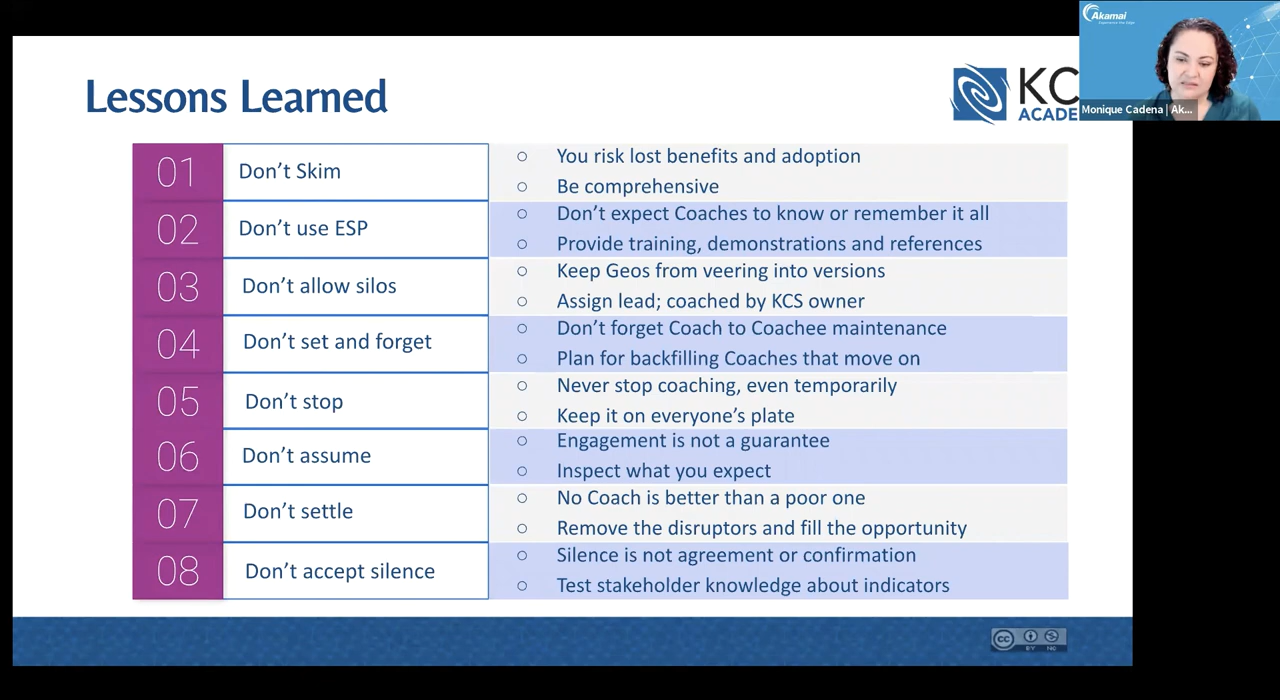 Akamai
Experience the Edge
Monique Cadena | Ak...
Lessons Learned
KC
ACADE
01
Don't Skim
○ You risk lost benefits and adoption
○ Be comprehensive
02
Don't use ESP
○ Don't expect Coaches to know or remember it all
○ Provide training, demonstrations and references
03
Don't allow silos
○ Keep Geos from veering into versions
○ Assign lead; coached by KCS owner
04
Don't set and forget
○ Don't forget Coach to Coachee maintenance
○ Plan for backfilling Coaches that move on
05
Don't stop
○ Never stop coaching, even temporarily
○ Keep it on everyone's plate
06
Don't assume
○ Engagement is not a guarantee
○ Inspect what you expect
07
Don't settle
○ No Coach is better than a poor one
○ Remove the disruptors and fill the opportunity
08
Don't accept silence
○ Silence is not agreement or confirmation
○ Test stakeholder knowledge about indicators
cc
BY NC